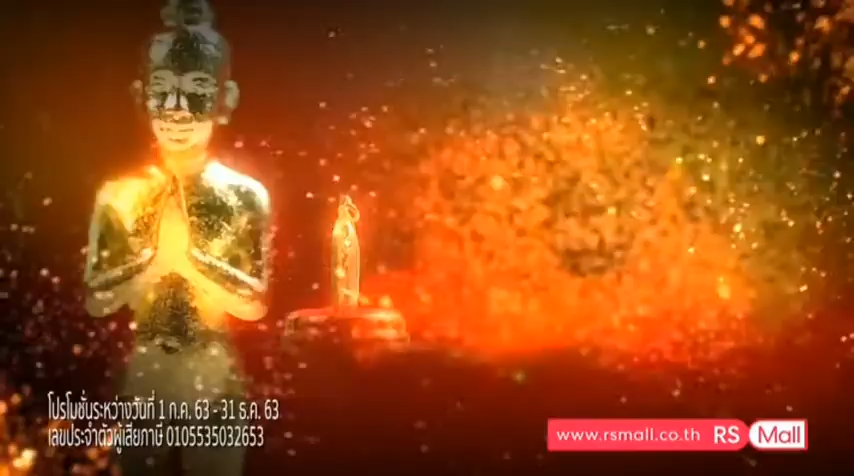 โปรโมชั่นระหว่างวันที่ 1 ก.ค. 63 - 31 ธ.ค. 63
เลขประจำตัวผู้เสียภาษี 0105535032653
www.rsmall.co.th RS Mall